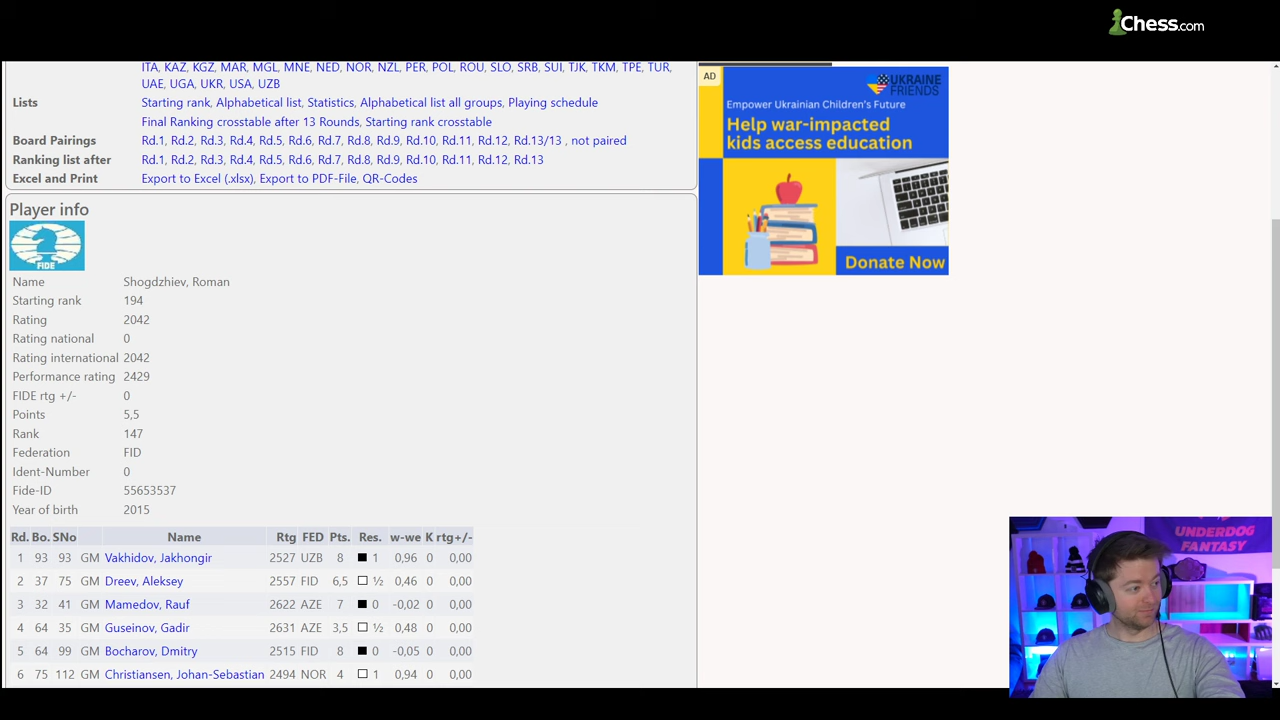 Chess.com
ITA, KAZ, KGZ, MAR, MGL, MNE, NED, NOR, NZL, PER, POL, ROU, SLO, SRB, SUI, TJK, TKM, TPE, TUR,
UAE, UGA, UKR, USA, UZB
Lists Starting rank, Alphabetical list, Statistics, Alphabetical list all groups, Playing schedule
Final Ranking crosstable after 13 Rounds, Starting rank crosstable
Board Pairings Rd.1, Rd.2, Rd.3, Rd.4, Rd.5, Rd.6, Rd.7, Rd.8, Rd.9, Rd.10, Rd.11, Rd.12, Rd.13/13 , not paired
Ranking list after Rd.1, Rd.2, Rd.3, Rd.4, Rd.5, Rd.6, Rd.7, Rd.8, Rd.9, Rd.10, Rd.11, Rd.12, Rd.13
Excel and Print Export to Excel (.xlsx), Export to PDF-File, QR-Codes
AD
UKRAINE
FRIENDS
Empower Ukrainian Children's Future
Help war-impacted
kids access education
Donate Now
Player info
FIDE
Name Shogdzhiev, Roman
Starting rank 194
Rating 2042
Rating national 0
Rating international 2042
Performance rating 2429
FIDE rtg +/- 0
Points 5,5
Rank 147
Federation FID
Ident-Number 0
Fide-ID 55653537
Year of birth 2015
Rd. Bo. SNo Name Rtg FED Pts. Res. w-we K rtg+/-
1 93 93 GM Vakhidov, Jakhongir 2527 UZB 8 1 0,96 0 0,00
2 37 75 GM Dreev, Aleksey 2557 FID 6,5 ½ 0,46 0 0,00
3 32 41 GM Mamedov, Rauf 2622 AZE 7 0 -0,02 0 0,00
4 64 35 GM Guseinov, Gadir 2631 AZE 3,5 ½ 0,48 0 0,00
5 64 99 GM Bocharov, Dmitry 2515 FID 8 0 -0,05 0 0,00
6 75 112 GM Christiansen, Johan-Sebastian 2494 NOR 4 1 0,94 0 0,00
UNDERDOG
FANTASY